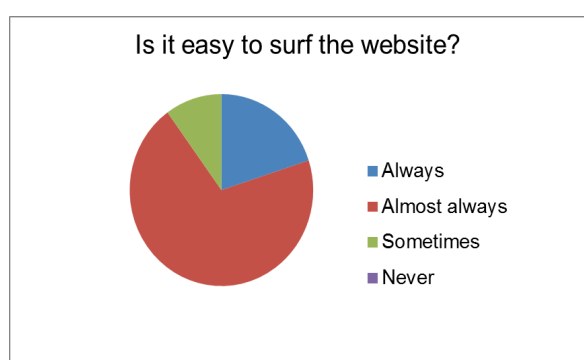 Is it easy to surf the website?
Always
Almost always
Sometimes
Never